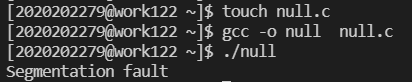 [2020202279@work122 ~]$ touch null.c
[2020202279@work122 ~]$ gcc -o null  null.c
[2020202279@work122 ~]$ ./null
Segmentation fault